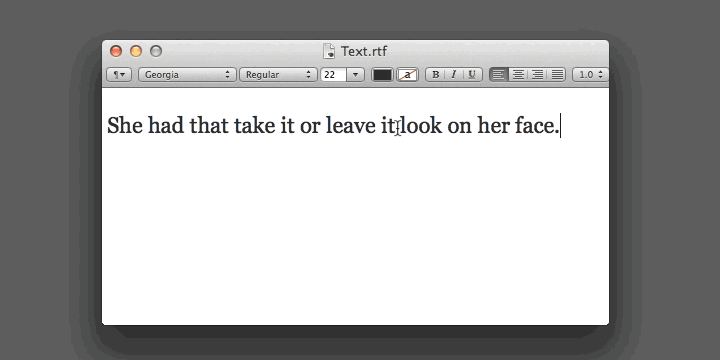 Text.rtf
¶ Georgia Regular 22 a B I U 1.0
She had that take it or leave it look on her face.